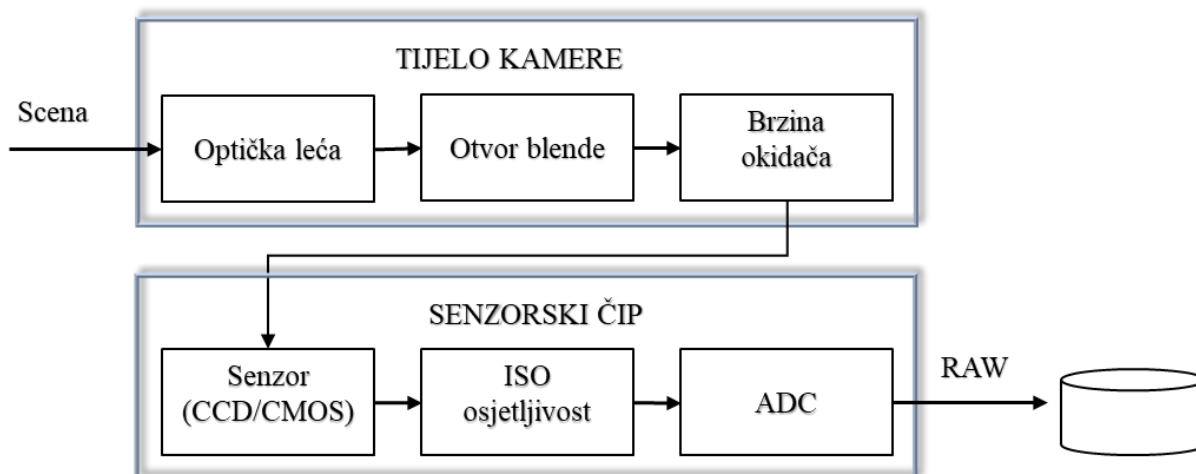 TIJELO KAMERE
Scena
Optička leća
Otvor blende
Brzina
okidača
SENZORSKI ČIP
Senzor
(CCD/CMOS)
ISO
osjetljivost
ADC
RAW